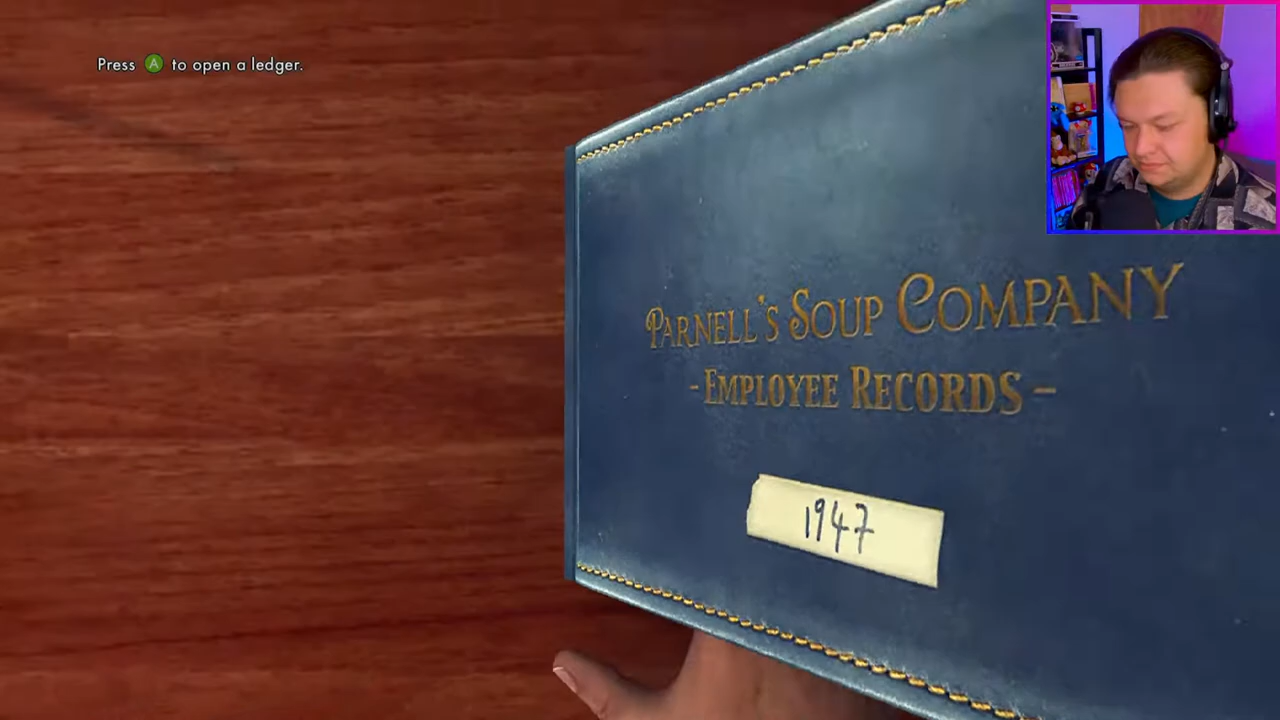 Press A to open a ledger.
PARNELL'S SOUP COMPANY
-EMPLOYEE RECORDS-
1947